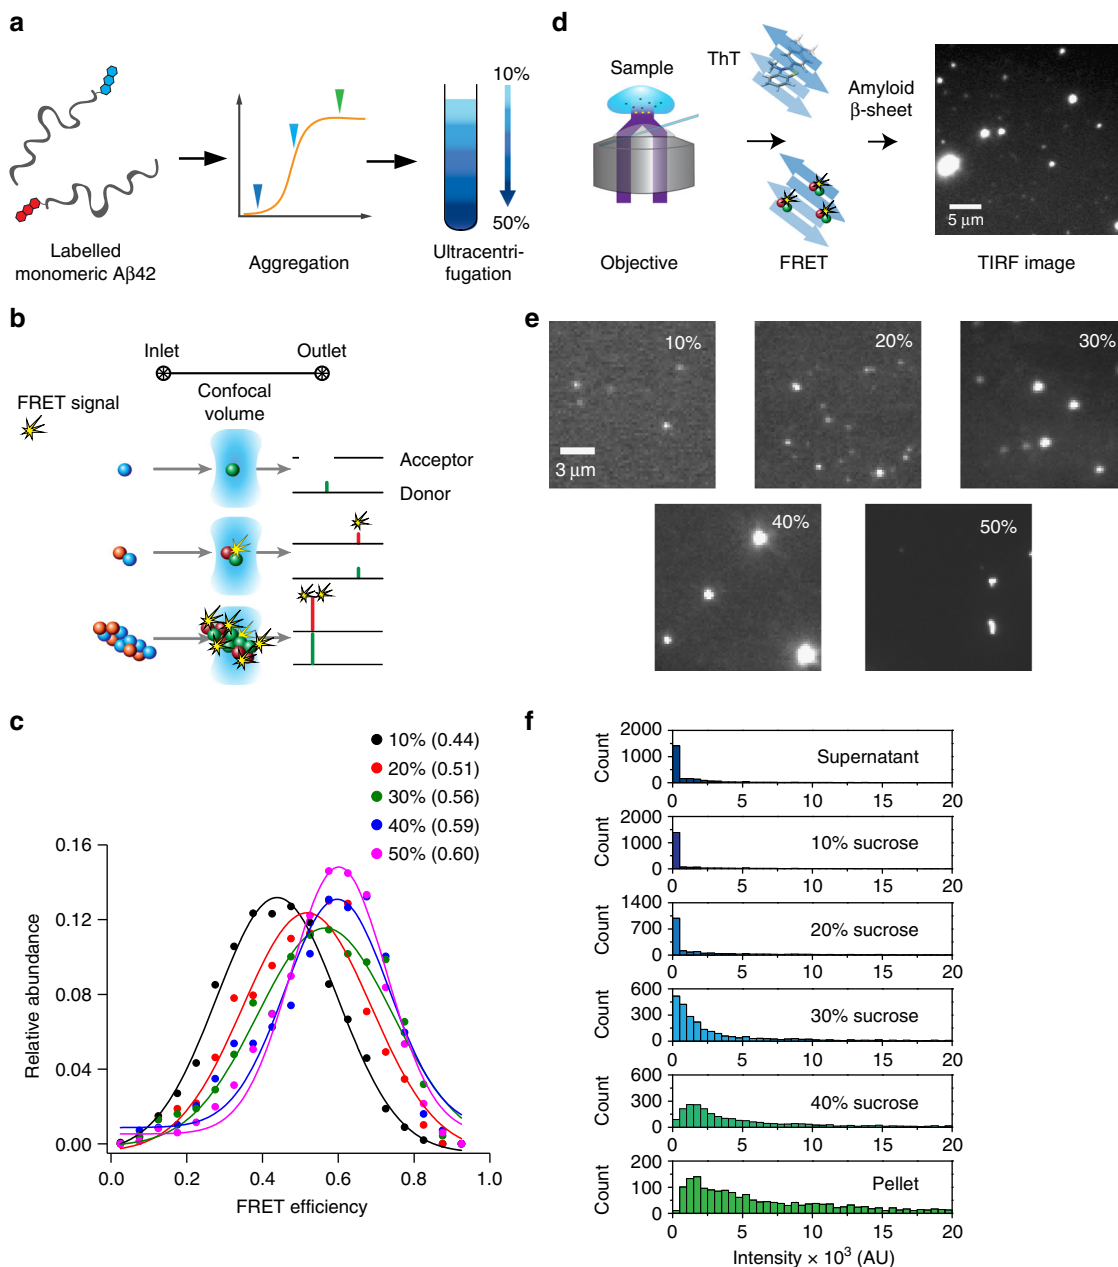 a
10%
50%
Labelled
monomeric Aβ42
Aggregation
Ultracentri-
fugation
d
Sample
ThT
Amyloid
β-sheet
5 μm
Objective
FRET
TIRF image
b
Inlet
Outlet
FRET signal
Confocal
volume
Acceptor
Donor
e
10%
3 μm
20%
30%
40%
50%
c
10% (0.44)
20% (0.51)
30% (0.56)
40% (0.59)
50% (0.60)
Relative abundance
0.16
0.12
0.08
0.04
0.00
0.0 0.2 0.4 0.6 0.8 1.0
FRET efficiency
f
Count
2000
1000
0
Supernatant
0 5 10 15 20
Count
2000
1000
0
10% sucrose
0 5 10 15 20
Count
1400
700
0
20% sucrose
0 5 10 15 20
Count
600
300
0
30% sucrose
0 5 10 15 20
Count
600
300
0
40% sucrose
0 5 10 15 20
Count
200
100
0
Pellet
0 5 10 15 20
Intensity × 10³ (AU)